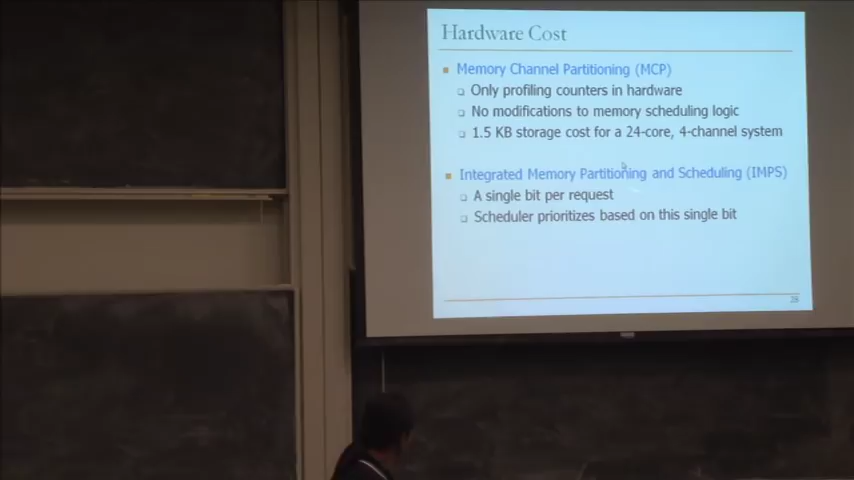 Hardware Cost
Memory Channel Partitioning (MCP)
Only profiling counters in hardware
No modifications to memory scheduling logic
1.5 KB storage cost for a 24-core, 4-channel system
Integrated Memory Partitioning and Scheduling (IMPS)
A single bit per request
Scheduler prioritizes based on this single bit